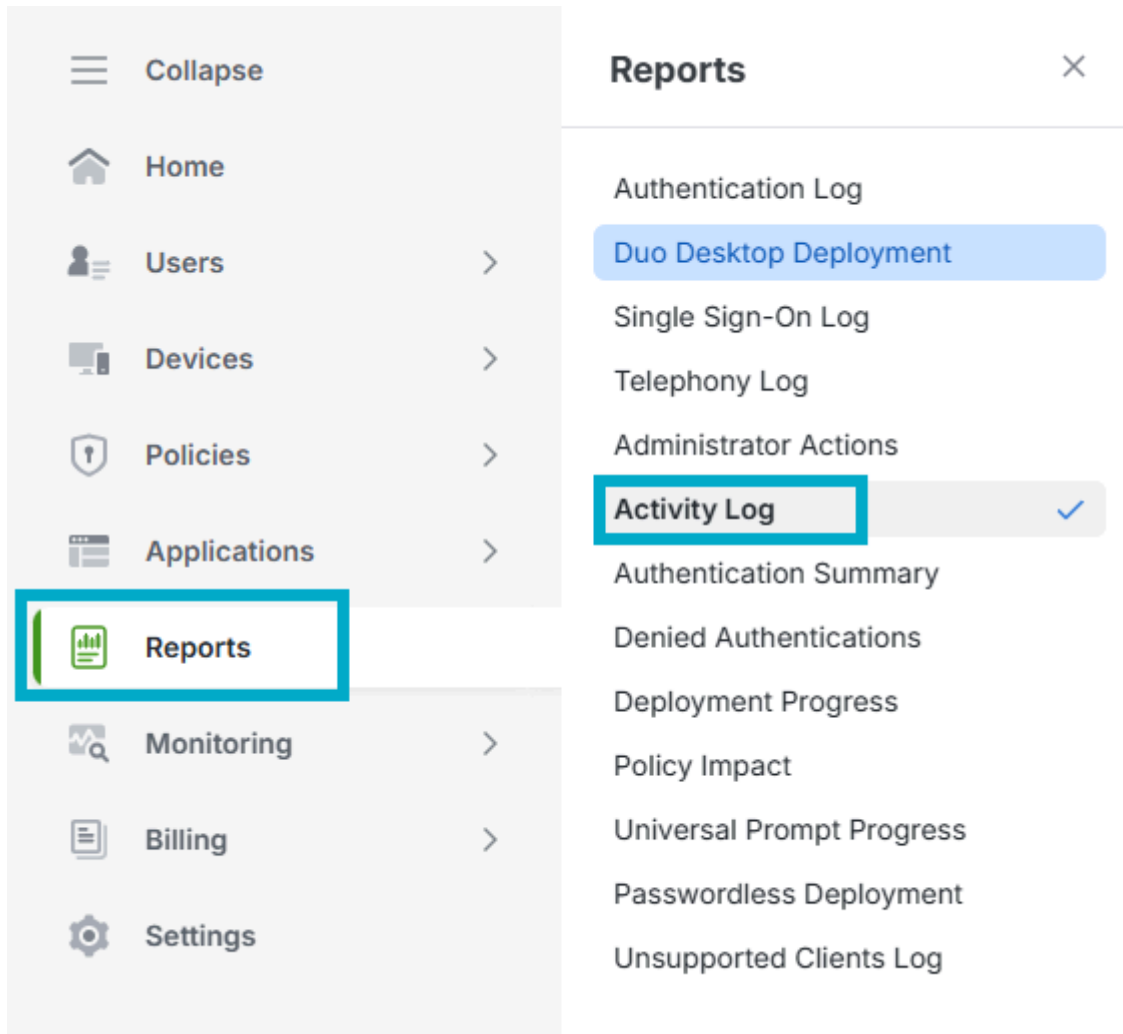 Collapse
Home
Users
Devices
Policies
Applications
Reports
Monitoring
Billing
Settings
Reports
Authentication Log
Duo Desktop Deployment
Single Sign-On Log
Telephony Log
Administrator Actions
Activity Log
Authentication Summary
Denied Authentications
Deployment Progress
Policy Impact
Universal Prompt Progress
Passwordless Deployment
Unsupported Clients Log